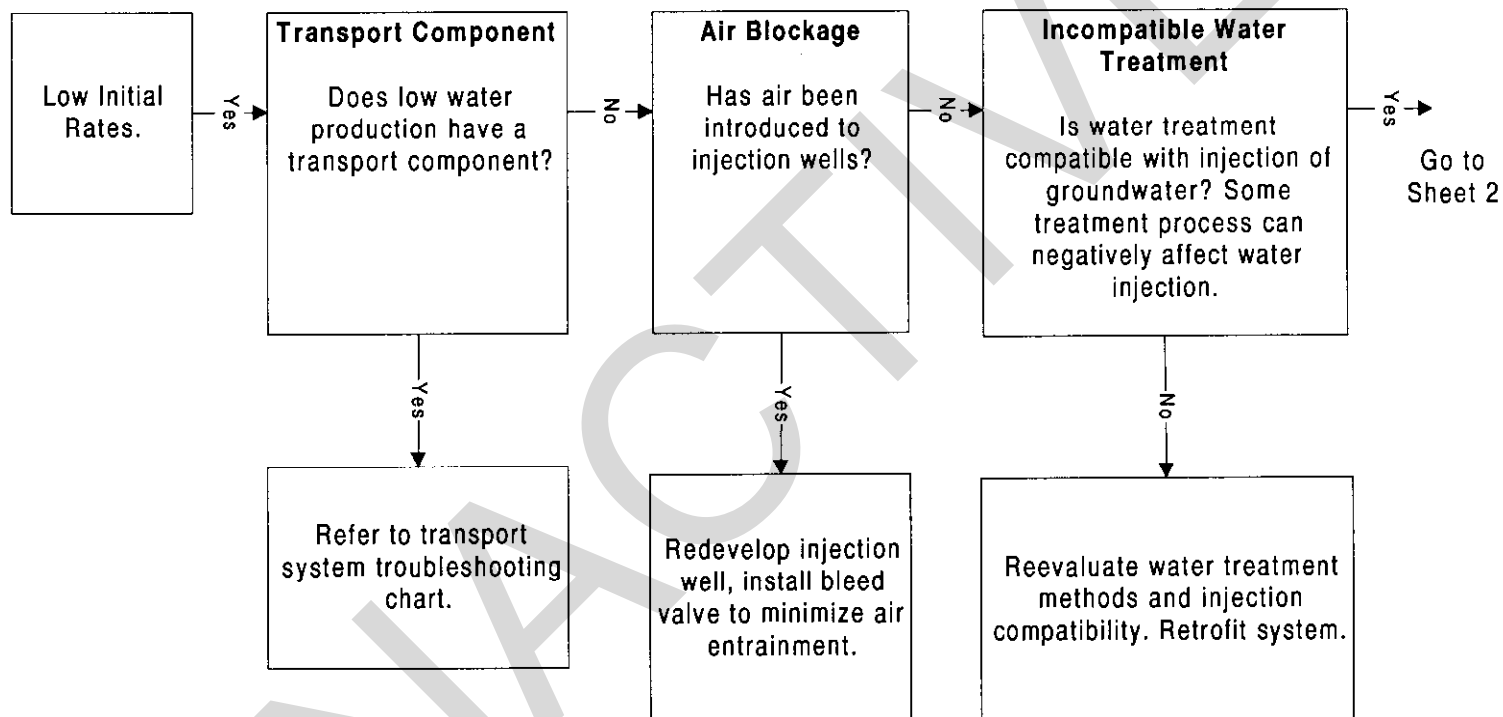 Low Initial
Rates.
Yes
Transport Component
Does low water
production have a
transport component?
No
Air Blockage
Has air been
introduced to
injection wells?
No
Incompatible Water
Treatment
Is water treatment
compatible with injection of
groundwater? Some
treatment process can
negatively affect water
injection.
Yes
Go to
Sheet 2
Yes
Yes
No
Refer to transport
system troubleshooting
chart.
Redevelop injection
well, install bleed
valve to minimize air
entrainment.
Reevaluate water treatment
methods and injection
compatibility. Retrofit system.